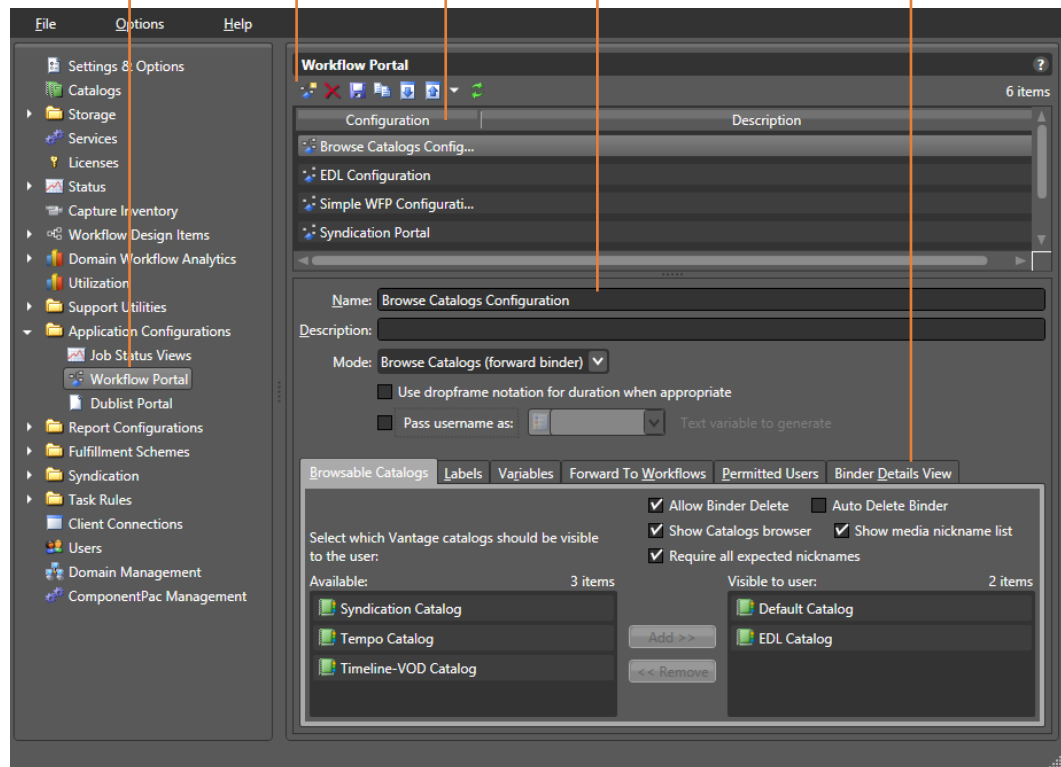 File Options Help
Settings & Options
Catalogs
Storage
Services
Licenses
Status
Capture Inventory
Workflow Design Items
Domain Workflow Analytics
Utilization
Support Utilities
Application Configurations
Job Status Views
Workflow Portal
Dublist Portal
Report Configurations
Fulfillment Schemes
Syndication
Task Rules
Client Connections
Users
Domain Management
ComponentPac Management
Workflow Portal ?
6 items
Configuration Description
Browse Catalogs Config...
EDL Configuration
Simple WFP Configurati...
Syndication Portal
Name: Browse Catalogs Configuration
Description:
Mode: Browse Catalogs (forward binder)
Use dropframe notation for duration when appropriate
Pass username as: Text variable to generate
Browsable Catalogs Labels Variables Forward To Workflows Permitted Users Binder Details View
Allow Binder Delete Auto Delete Binder
Show Catalogs browser Show media nickname list
Require all expected nicknames
Select which Vantage catalogs should be visible
to the user:
Available: 3 items
Syndication Catalog
Tempo Catalog
Timeline-VOD Catalog
Add >>
<< Remove
Visible to user: 2 items
Default Catalog
EDL Catalog